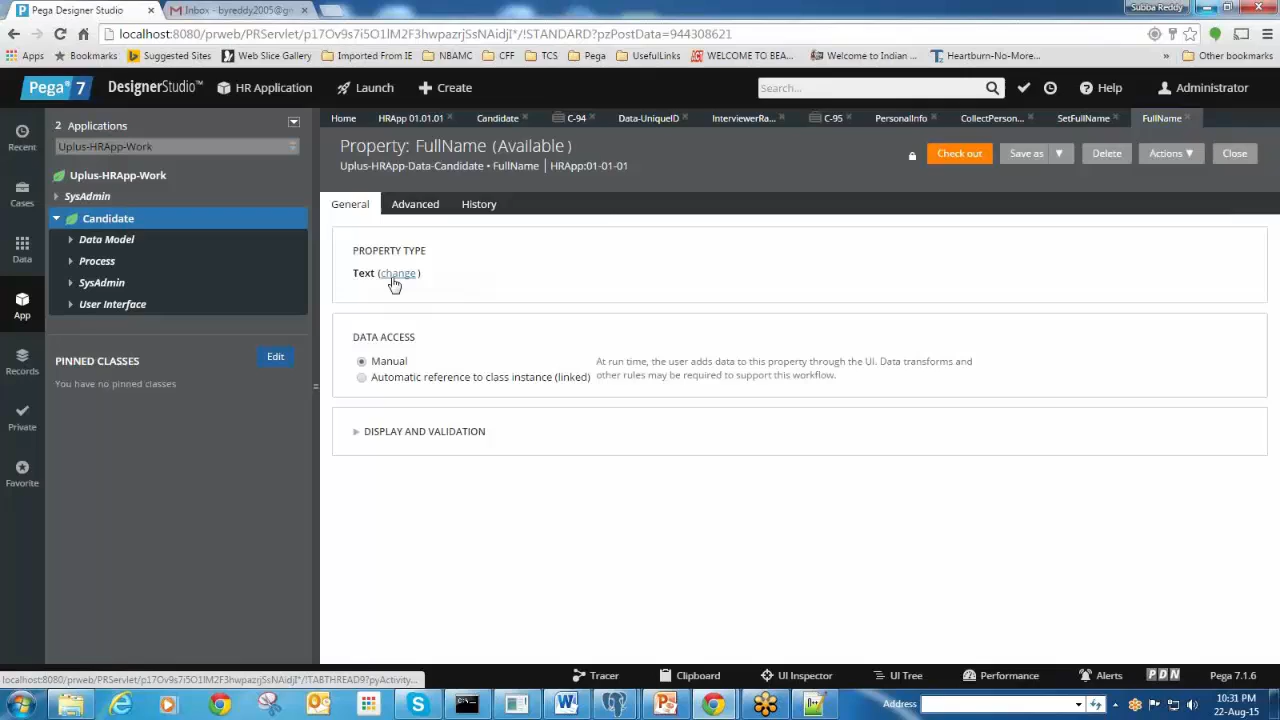 Pega Designer Studio × Inbox - byreddy2005@g × Subba Reddy
localhost:8080/prweb/PRServlet/p17Ov9s7i5O1lM2F3hwpazrjSsNAidjI*/!STANDARD?pzPostData=944308621
Apps Bookmarks Suggested Sites Web Slice Gallery Imported From IE NBAMC CFF TCS Pega UsefulLinks WELCOME TO BEA... Welcome to Indian ... Heartburn-No-More... » Other bookmarks
Pega 7 DesignerStudio™ HR Application Launch Create Search... Help Administrator
Recent
Cases
Data
App
Records
Private
Favorite
2 Applications
Uplus-HRApp-Work
Uplus-HRApp-Work
SysAdmin
Candidate
Data Model
Process
SysAdmin
User Interface
PINNED CLASSES Edit
You have no pinned classes
Home HRApp 01.01.01 Candidate C-94 Data-UniqueID InterviewerRa... C-95 PersonalInfo CollectPerson... SetFullName FullName
Property: FullName (Available)
Uplus-HRApp-Data-Candidate • FullName HRApp:01-01-01
Check out Save as Delete Actions Close
General Advanced History
PROPERTY TYPE
Text (change)
DATA ACCESS
Manual
Automatic reference to class instance (linked)
At run time, the user adds data to this property through the UI. Data transforms and
other rules may be required to support this workflow.
DISPLAY AND VALIDATION
localhost:8080/prweb/PRServlet/p17Ov9s7i5O1lM2F3hwpazrjSsNAidjI*/!TABTHREAD9?pyActivity...
Tracer Clipboard UI Inspector UI Tree Performance Alerts PDN Pega 7.1.6
Address 10:31 PM
22-Aug-15